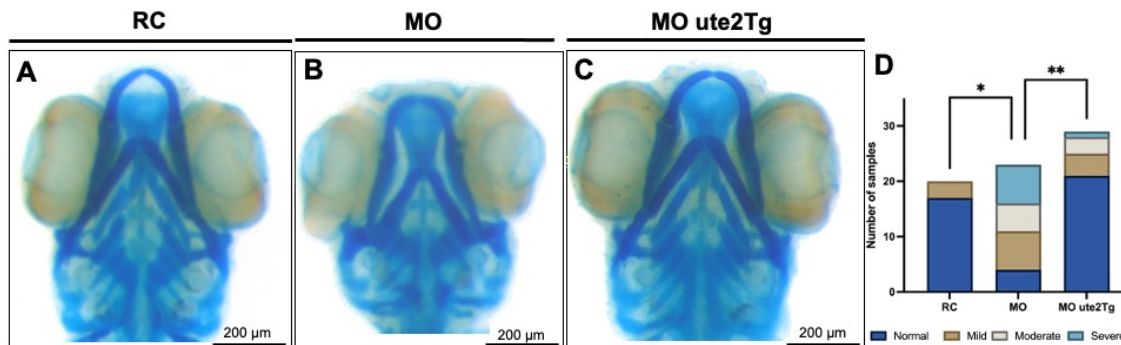 RC
MO
MO ute2Tg
A
B
C
D
200 µm
200 µm
200 µm
*
**
Number of samples
30
20
10
0
RC
MO
MO ute2Tg
Normal
Mild
Moderate
Severe